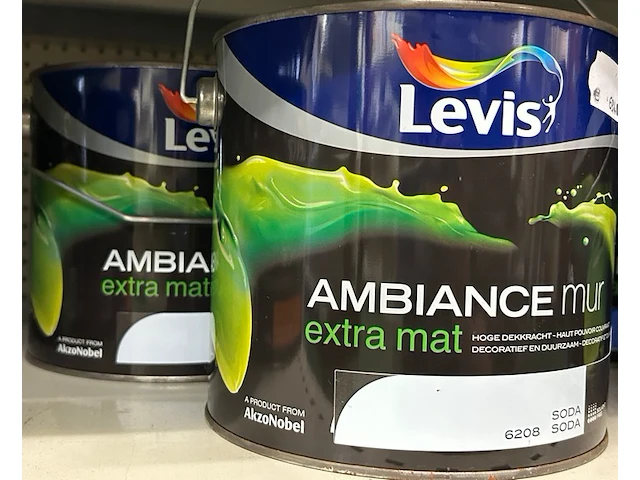 Levis
AMBIANCE mur
extra mat
HOGE DEKKRACHT - HAUT POUVOIR
DECORATIEF EN DUURZAAM -
A PRODUCT FROM
AkzoNobel
6208
SODA
SODA
Le
AMBIA
extra mat
A PRODUCT FROM
AkzoNobel